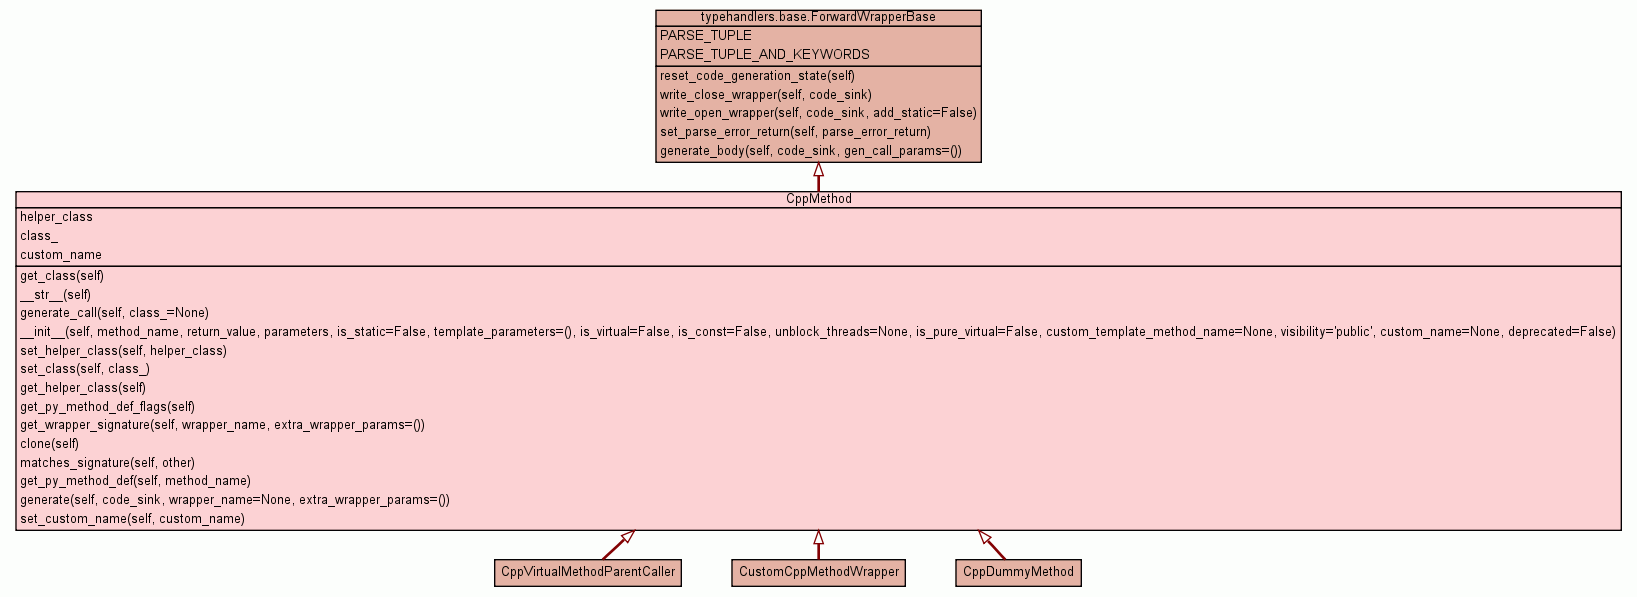 typehandlers.base.ForwardWrapperBase
PARSE_TUPLE
PARSE_TUPLE_AND_KEYWORDS
reset_code_generation_state(self)
write_close_wrapper(self, code_sink)
write_open_wrapper(self, code_sink, add_static=False)
set_parse_error_return(self, parse_error_return)
generate_body(self, code_sink, gen_call_params=())
CppMethod
helper_class
class_
custom_name
get_class(self)
__str__(self)
generate_call(self, class_=None)
__init__(self, method_name, return_value, parameters, is_static=False, template_parameters=(), is_virtual=False, is_const=False, unblock_threads=None, is_pure_virtual=False, custom_template_method_name=None, visibility='public', custom_name=None, deprecated=False)
set_helper_class(self, helper_class)
set_class(self, class_)
get_helper_class(self)
get_py_method_def_flags(self)
get_wrapper_signature(self, wrapper_name, extra_wrapper_params=())
clone(self)
matches_signature(self, other)
get_py_method_def(self, method_name)
generate(self, code_sink, wrapper_name=None, extra_wrapper_params=())
set_custom_name(self, custom_name)
CppVirtualMethodParentCaller
CustomCppMethodWrapper
CppDummyMethod